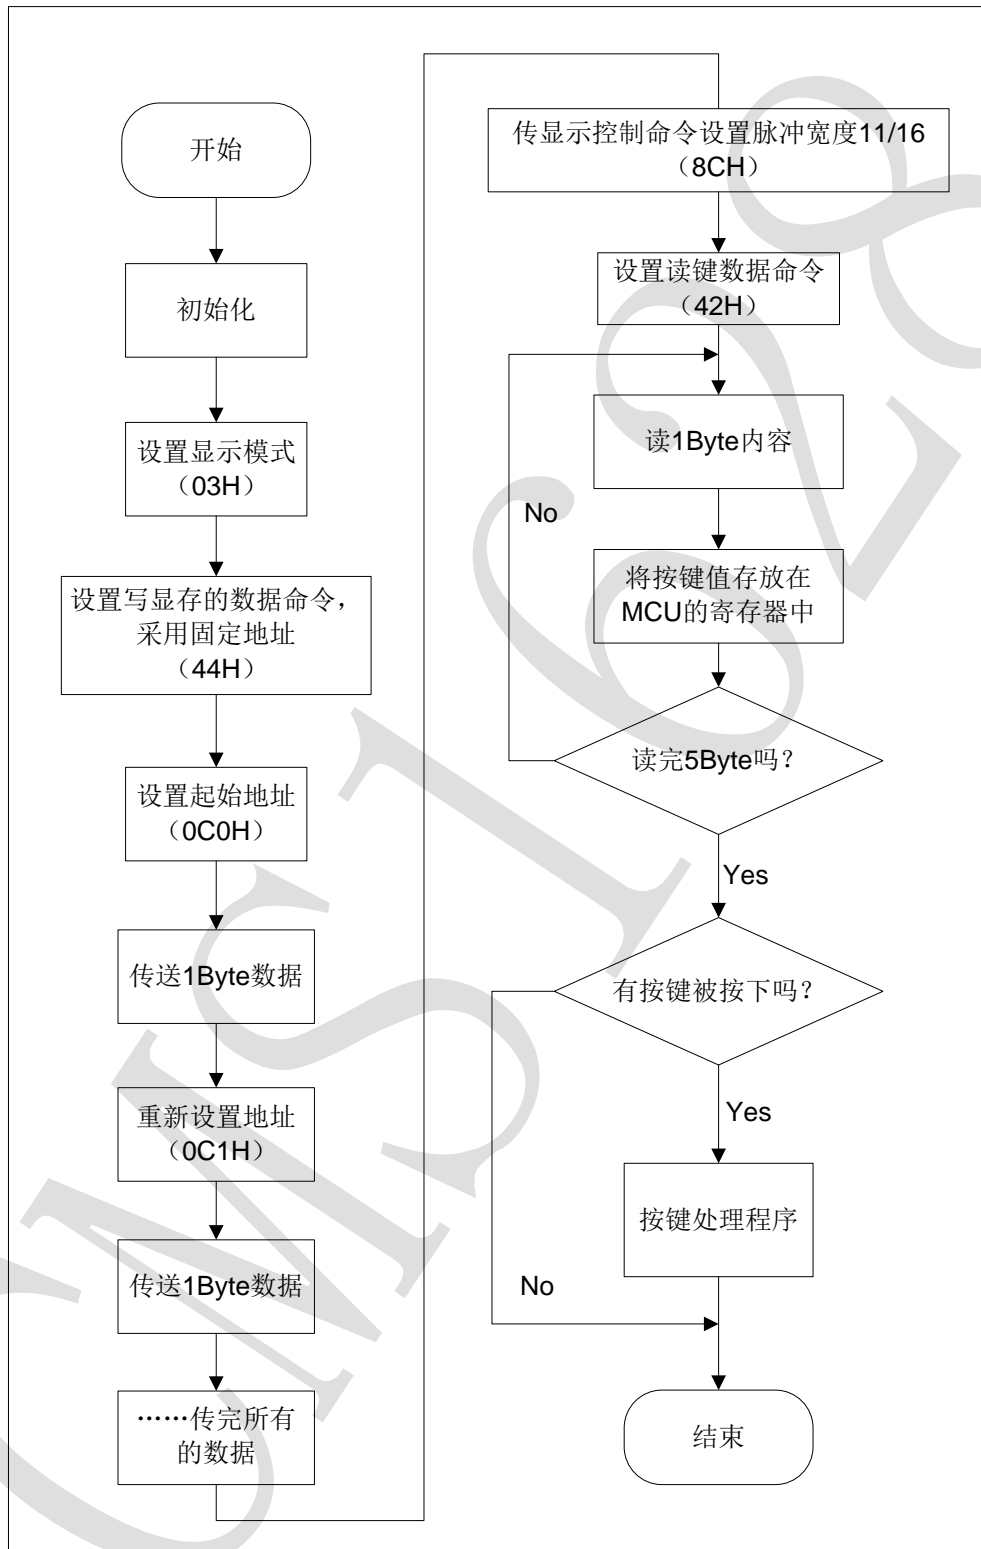 开始
初始化
设置显示模式
（03H）
设置写显存的数据命令，
采用固定地址
（44H）
设置起始地址
（0C0H）
传送1Byte数据
重新设置地址
（0C1H）
传送1Byte数据
……传完所有
的数据
传显示控制命令设置脉冲宽度11/16
（8CH）
设置读键数据命令
（42H）
读1Byte内容
No
将按键值存放在
MCU的寄存器中
读完5Byte吗？
Yes
有按键被按下吗？
Yes
按键处理程序
No
结束
CMS1628